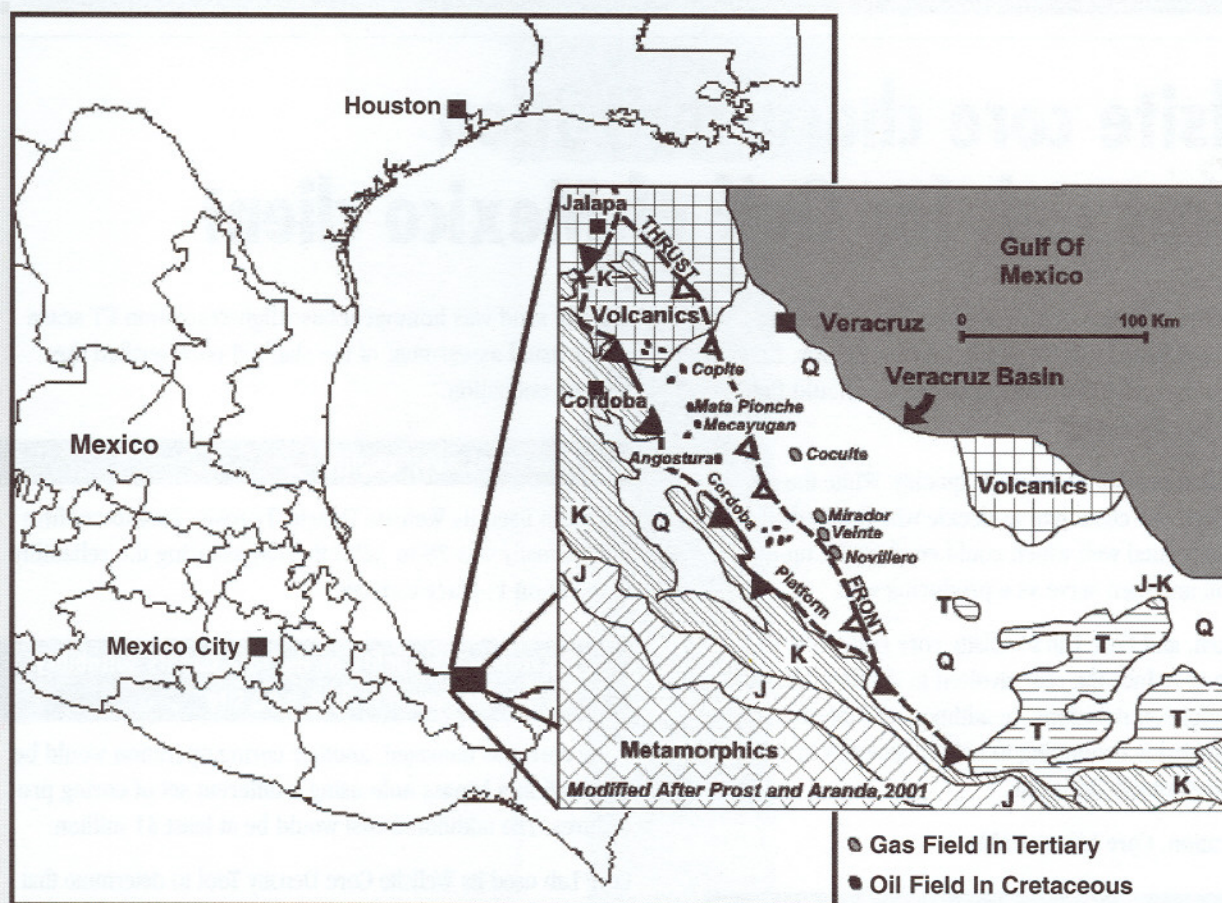 Houston
Mexico
Mexico City
Jalapa
THRUST
K
Volcanics
Gulf Of
Mexico
Veracruz
0
100 Km
Veracruz Basin
Q
Copite
Cordoba
Mata Pionche
Mecayugan
Angostura
Cocuite
Volcanics
Cordoba
K
Q
Mirador
Veinte
Novillero
J
Platform
FRONT
J-K
T
Q
T
K
Q
J
T
T
Metamorphics
K
J
Modified After Prost and Aranda,2001
Gas Field In Tertiary
Oil Field In Cretaceous